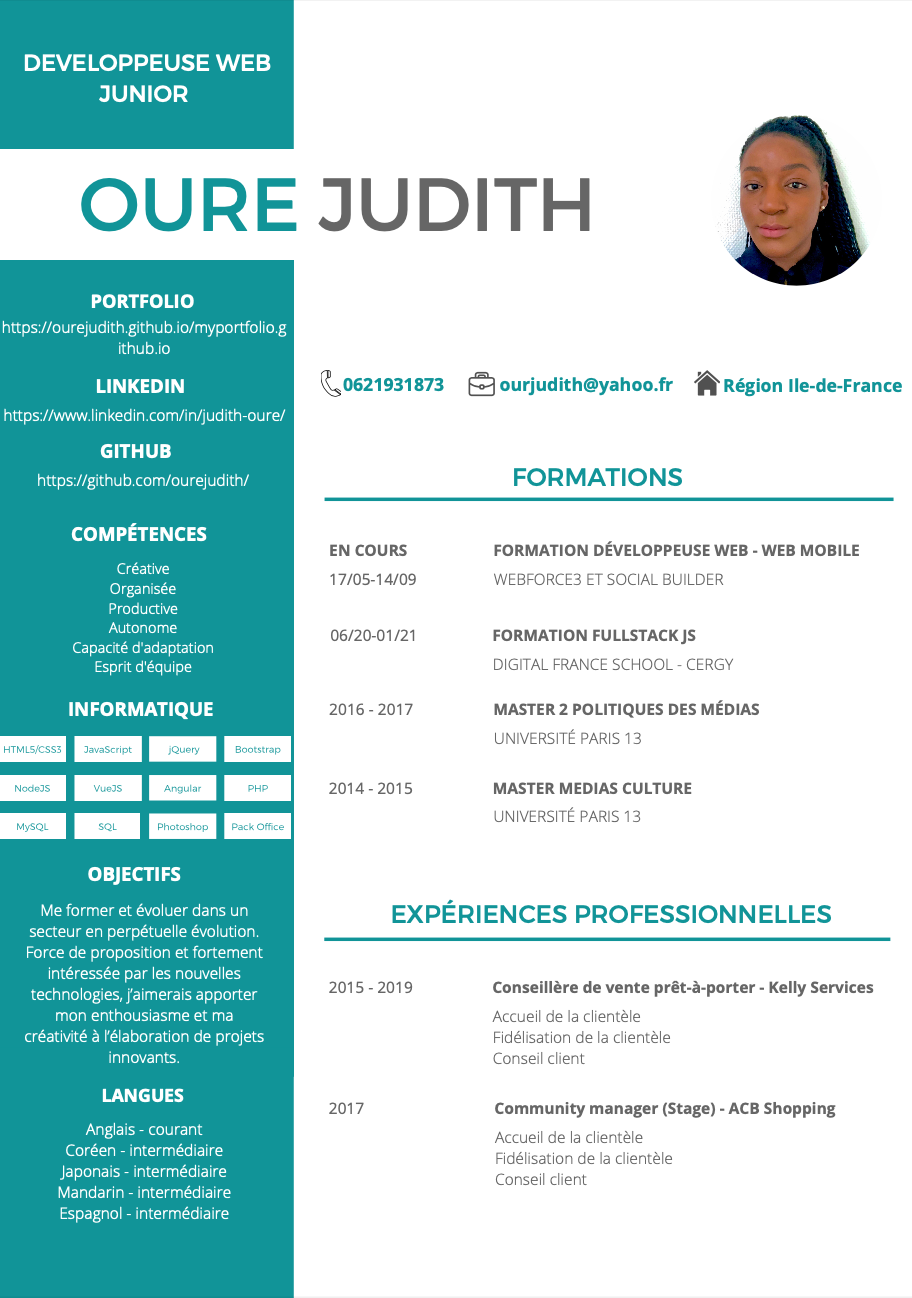 DEVELOPPEUSE WEB
JUNIOR
OURE JUDITH
PORTFOLIO
https://ourejudith.github.io/myportfolio.g
ithub.io
LINKEDIN
https://www.linkedin.com/in/judith-oure/
GITHUB
https://github.com/ourejudith/
COMPÉTENCES
Créative
Organisée
Productive
Autonome
Capacité d'adaptation
Esprit d'équipe
INFORMATIQUE
HTML5/CSS3 JavaScript jQuery Bootstrap
NodeJS VueJS Angular PHP
MySQL SQL Photoshop Pack Office
OBJECTIFS
Me former et évoluer dans un
secteur en perpétuelle évolution.
Force de proposition et fortement
intéressée par les nouvelles
technologies, j’aimerais apporter
mon enthousiasme et ma
créativité à l’élaboration de projets
innovants.
LANGUES
Anglais - courant
Coréen - intermédiaire
Japonais - intermédiaire
Mandarin - intermédiaire
Espagnol - intermédiaire
0621931873 ourjudith@yahoo.fr Région Ile-de-France
FORMATIONS
EN COURS FORMATION DÉVELOPPEUSE WEB - WEB MOBILE
17/05-14/09 WEBFORCE3 ET SOCIAL BUILDER
06/20-01/21 FORMATION FULLSTACK JS
DIGITAL FRANCE SCHOOL - CERGY
2016 - 2017 MASTER 2 POLITIQUES DES MÉDIAS
UNIVERSITÉ PARIS 13
2014 - 2015 MASTER MEDIAS CULTURE
UNIVERSITÉ PARIS 13
EXPÉRIENCES PROFESSIONNELLES
2015 - 2019 Conseillère de vente prêt-à-porter - Kelly Services
Accueil de la clientèle
Fidélisation de la clientèle
Conseil client
2017 Community manager (Stage) - ACB Shopping
Accueil de la clientèle
Fidélisation de la clientèle
Conseil client